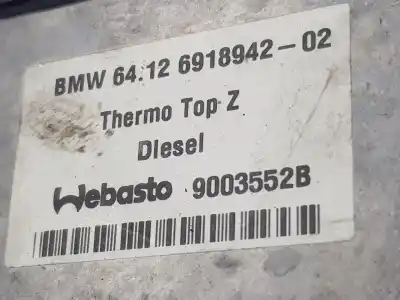 BMW 64.12 6918942-02
Thermo Top Z
Diesel
Webasto 9003552B